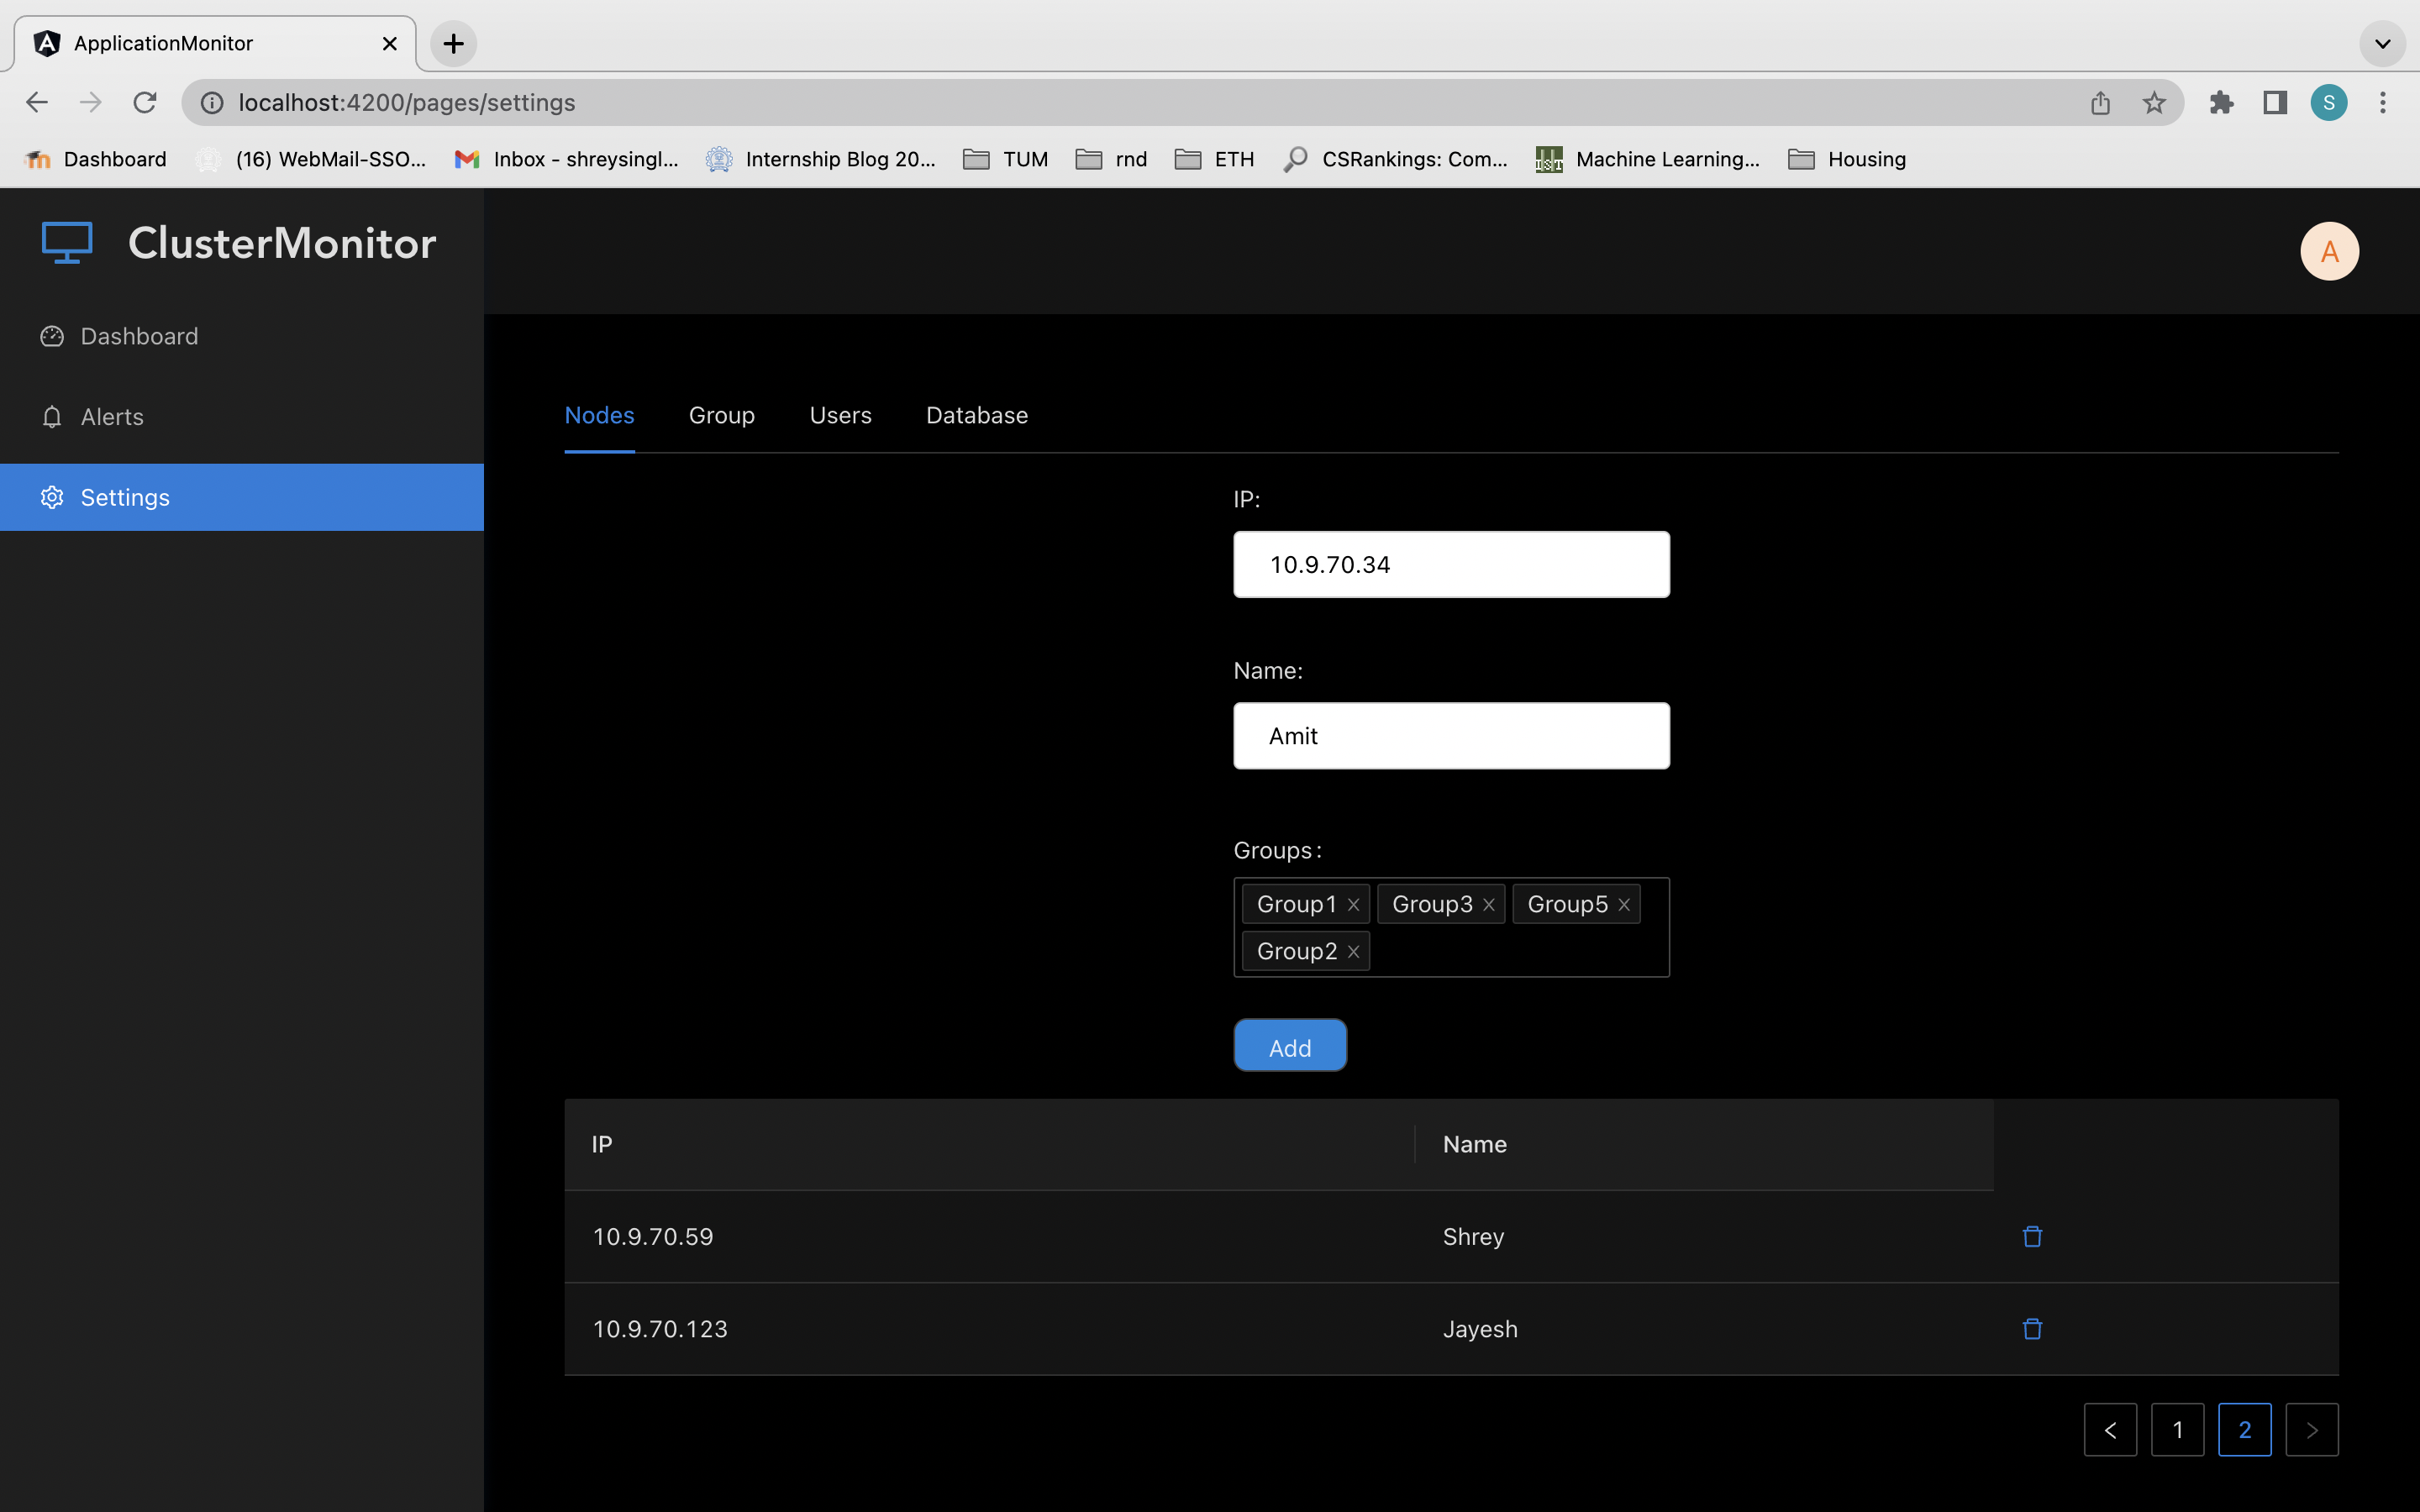 ApplicationMonitor
localhost:4200/pages/settings
S
Dashboard (16) WebMail-SSO... Inbox - shreysingl... Internship Blog 20... TUM rnd ETH CSRankings: Com... Machine Learning... Housing
ClusterMonitor
A
Dashboard
Alerts
Settings
Nodes Group Users Database
IP:
10.9.70.34
Name:
Amit
Groups:
Group1 Group3 Group5
Group2
Add
IP Name
10.9.70.59 Shrey
10.9.70.123 Jayesh
< 1 2 >